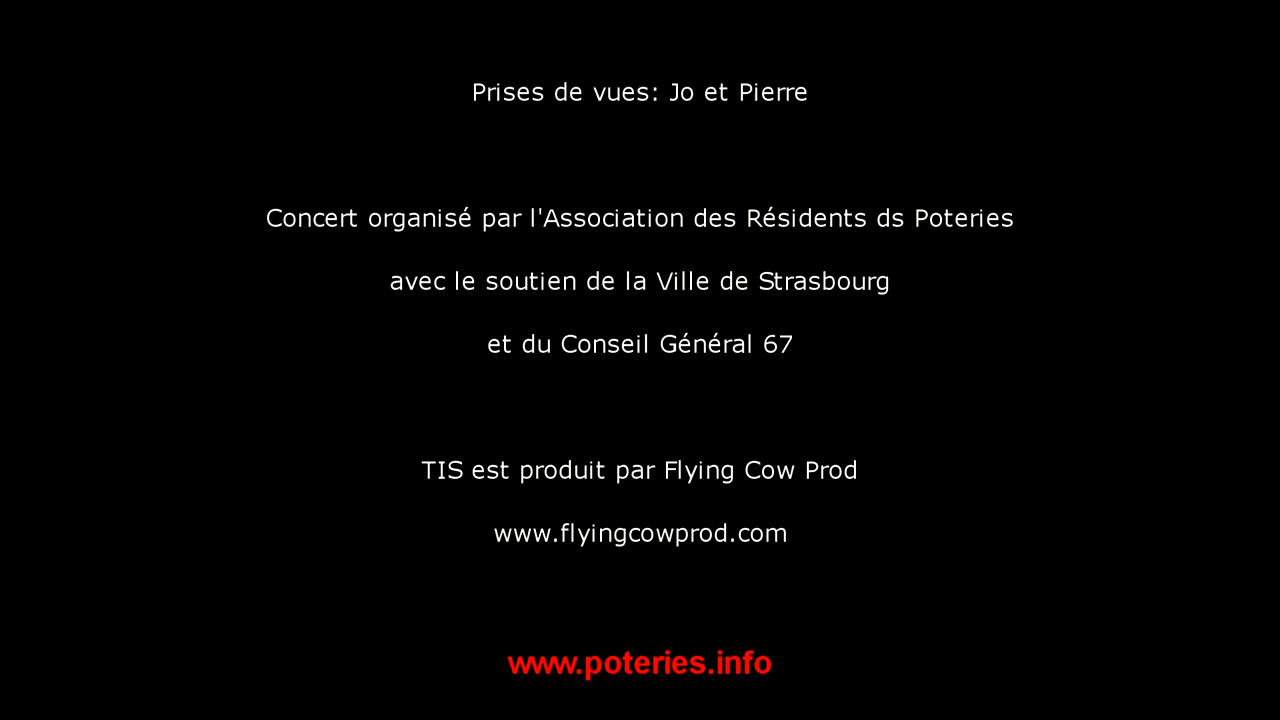 Prises de vues: Jo et Pierre
Concert organisé par l'Association des Résidents ds Poteries
avec le soutien de la Ville de Strasbourg
et du Conseil Général 67
TIS est produit par Flying Cow Prod
www.flyingcowprod.com
www.poteries.info